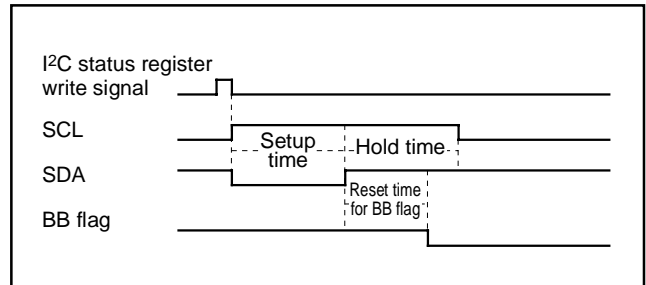 I2C status register
write signal
SCL
Setup
time
Hold time
SDA
Reset time
for BB flag
BB flag